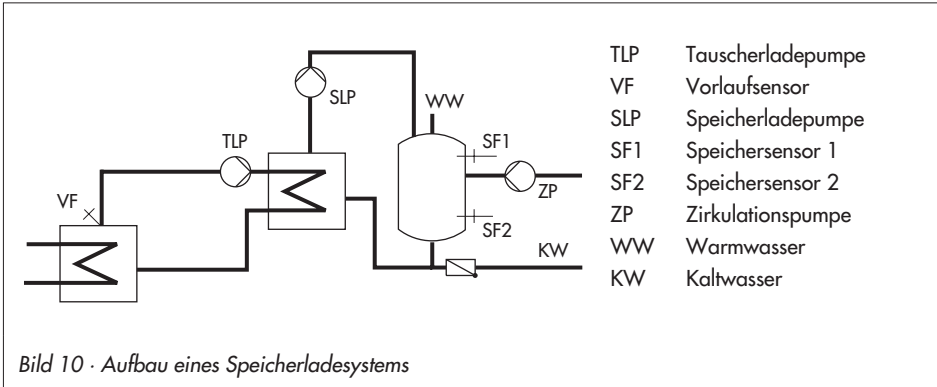 SLP
WW
TLP
SF1
ZP
VF
SF2
KW
TLP Tauscherladepumpe
VF Vorlaufsensor
SLP Speicherladepumpe
SF1 Speichersensor 1
SF2 Speichersensor 2
ZP Zirkulationspumpe
WW Warmwasser
KW Kaltwasser
Bild 10 · Aufbau eines Speicherladesystems